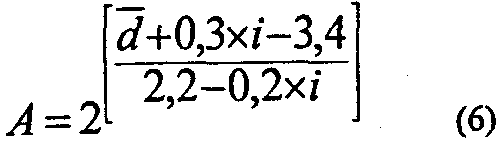 A = 2^[(d̅+0,3×i−3,4)/(2,2−0,2×i)] (6)